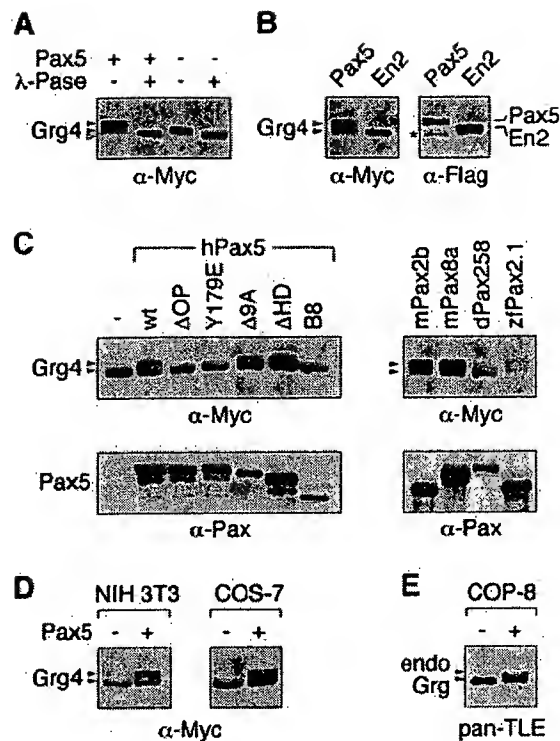 A
Pax5 + + - -
λ-Pase - + - +
Grg4
α-Myc
B
Pax5 En2 Pax5 En2
Grg4
Pax5
En2
*
α-Myc α-Flag
C
hPax5
- wt ΔOP Y179E Δ9A ΔHD B8
mPax2b mPax8a dPax258 zfPax2.1
Grg4
α-Myc α-Myc
Pax5
α-Pax α-Pax
D
NIH 3T3 COS-7
Pax5 - + - +
Grg4
α-Myc
E
COP-8
- +
endo
Grg
pan-TLE